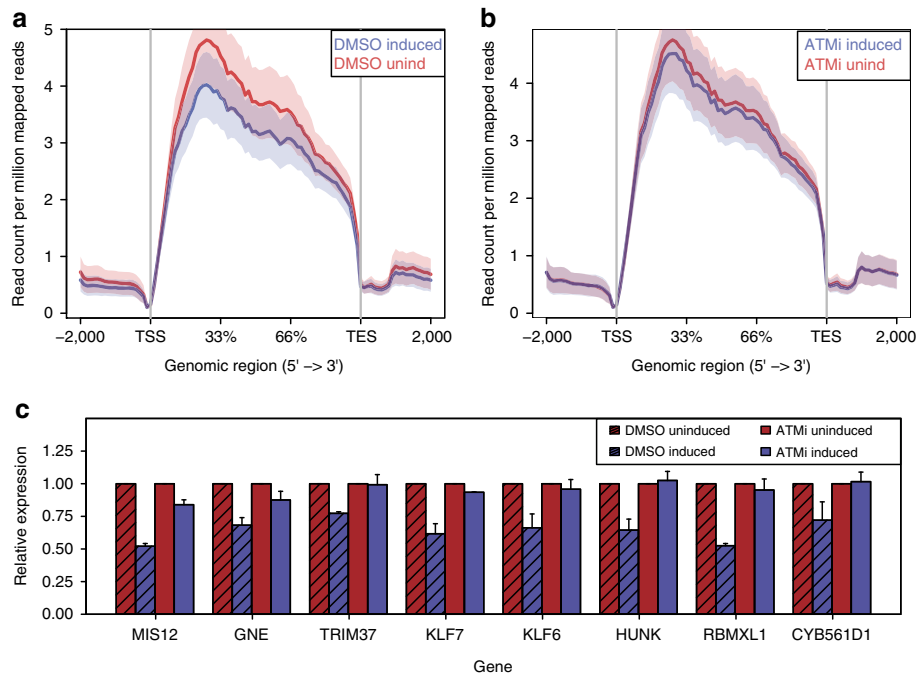 a
Read count per million mapped reads
5
4
3
2
1
0
DMSO induced
DMSO unind
−2,000
TSS
33%
66%
TES
2,000
Genomic region (5' −> 3')
b
Read count per million mapped reads
4
3
2
1
0
ATMi induced
ATMi unind
−2,000
TSS
33%
66%
TES
2,000
Genomic region (5' −> 3')
c
Relative expression
1.25
1.00
0.75
0.50
0.25
0.00
DMSO uninduced
ATMi uninduced
DMSO induced
ATMi induced
MIS12
GNE
TRIM37
KLF7
KLF6
HUNK
RBMXL1
CYB561D1
Gene